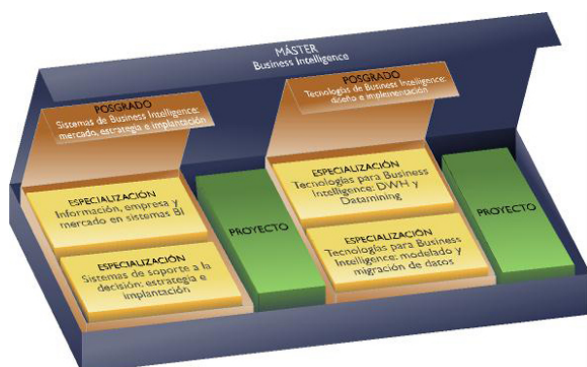 MÁSTER
Business Intelligence
POSGRADO
Sistemas de Business Intelligence:
mercado, estrategia e implantación
POSGRADO
Tecnologías de Business Intelligence:
diseño e implementación
ESPECIALIZACIÓN
Información, empresa y
mercado en sistemas BI
ESPECIALIZACIÓN
Sistemas de soporte a la
decisión: estrategia e
implantación
PROYECTO
ESPECIALIZACIÓN
Tecnologías para Business
Intelligence: DWH y
Datamining
ESPECIALIZACIÓN
Tecnologías para Business
Intelligence: modelado y
migración de datos
PROYECTO